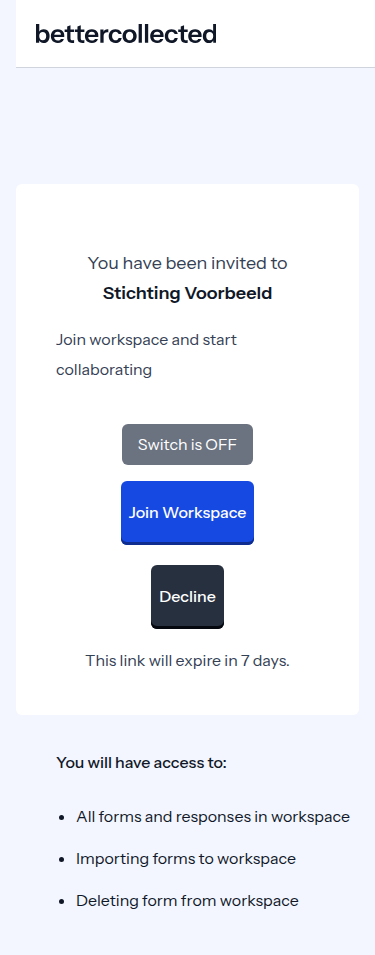 bettercollected
You have been invited to
Stichting Voorbeeld
Join workspace and start
collaborating
Switch is OFF
Join Workspace
Decline
This link will expire in 7 days.
You will have access to:
All forms and responses in workspace
Importing forms to workspace
Deleting form from workspace